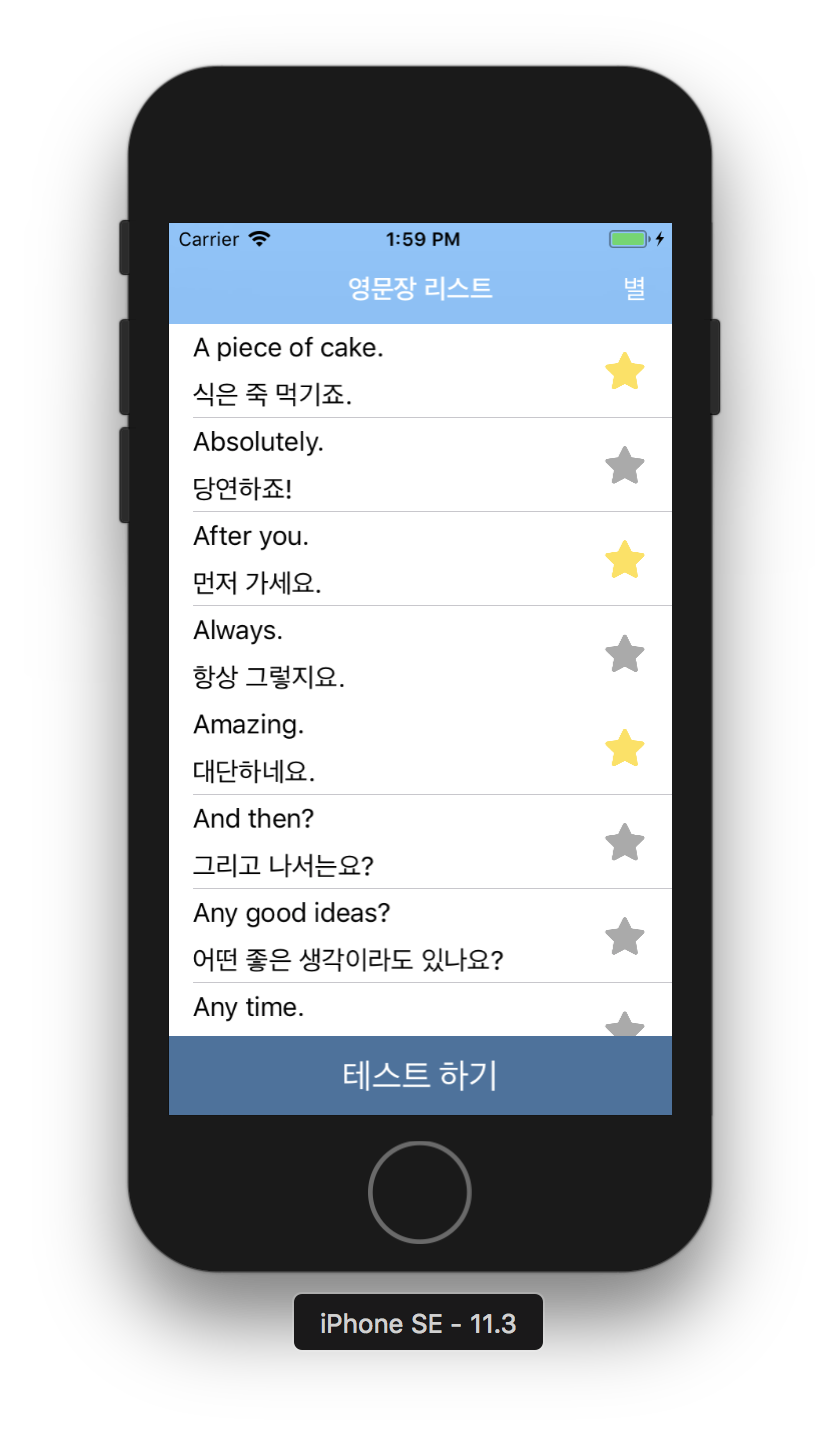 Carrier 1:59 PM
영문장 리스트 별
A piece of cake.
식은 죽 먹기죠.
Absolutely.
당연하죠!
After you.
먼저 가세요.
Always.
항상 그렇지요.
Amazing.
대단하네요.
And then?
그리고 나서는요?
Any good ideas?
어떤 좋은 생각이라도 있나요?
Any time.
테스트 하기
iPhone SE - 11.3